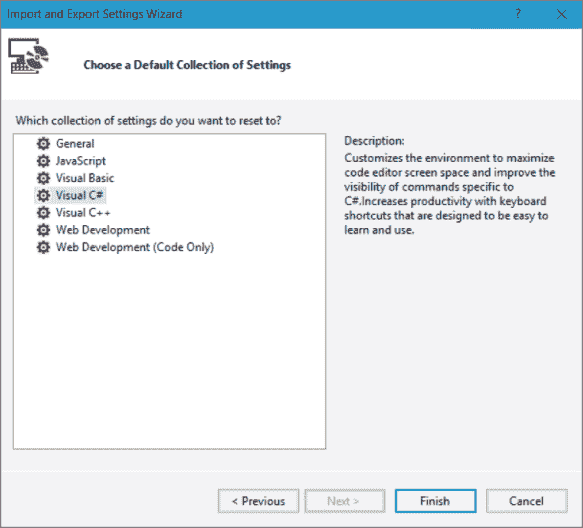 Import and Export Settings Wizard
?
Choose a Default Collection of Settings
Which collection of settings do you want to reset to?
General
JavaScript
Visual Basic
Visual C#
Visual C++
Web Development
Web Development (Code Only)
Description:
Customizes the environment to maximize
code editor screen space and improve the
visibility of commands specific to
C#.Increases productivity with keyboard
shortcuts that are designed to be easy to
learn and use.
< Previous
Next >
Finish
Cancel